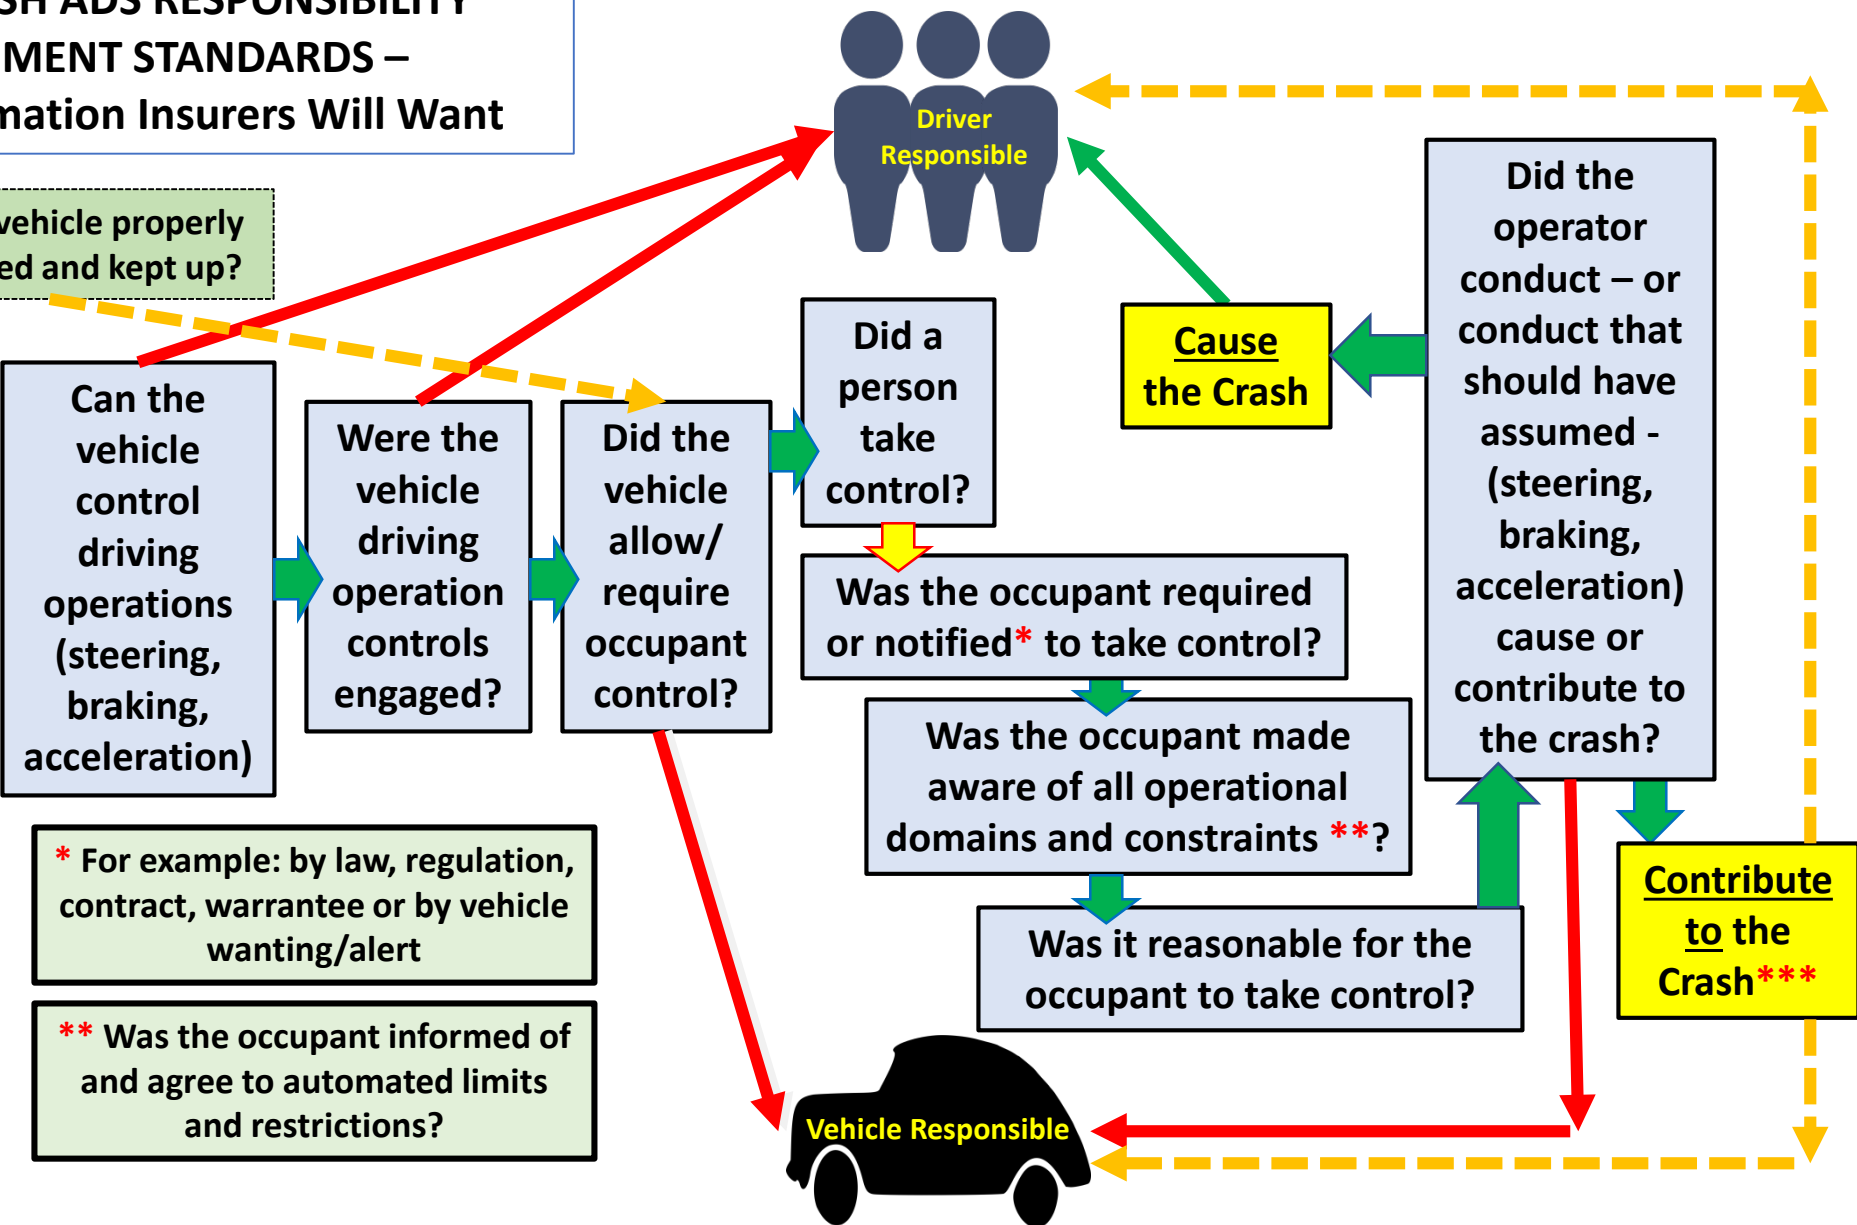 SH ADS RESPONSIBILITY
MENT STANDARDS –
mation Insurers Will Want
Driver
Responsible
vehicle properly
ed and kept up?
Can the
vehicle
control
driving
operations
(steering,
braking,
acceleration)
Were the
vehicle
driving
operation
controls
engaged?
Did the
vehicle
allow/
require
occupant
control?
Did a
person
take
control?
Was the occupant required
or notified* to take control?
Was the occupant made
aware of all operational
domains and constraints **?
Was it reasonable for the
occupant to take control?
Did the
operator
conduct – or
conduct that
should have
assumed -
(steering,
braking,
acceleration)
cause or
contribute to
the crash?
Cause
the Crash
Contribute
to the
Crash***
* For example: by law, regulation,
contract, warrantee or by vehicle
wanting/alert
** Was the occupant informed of
and agree to automated limits
and restrictions?
Vehicle Responsible